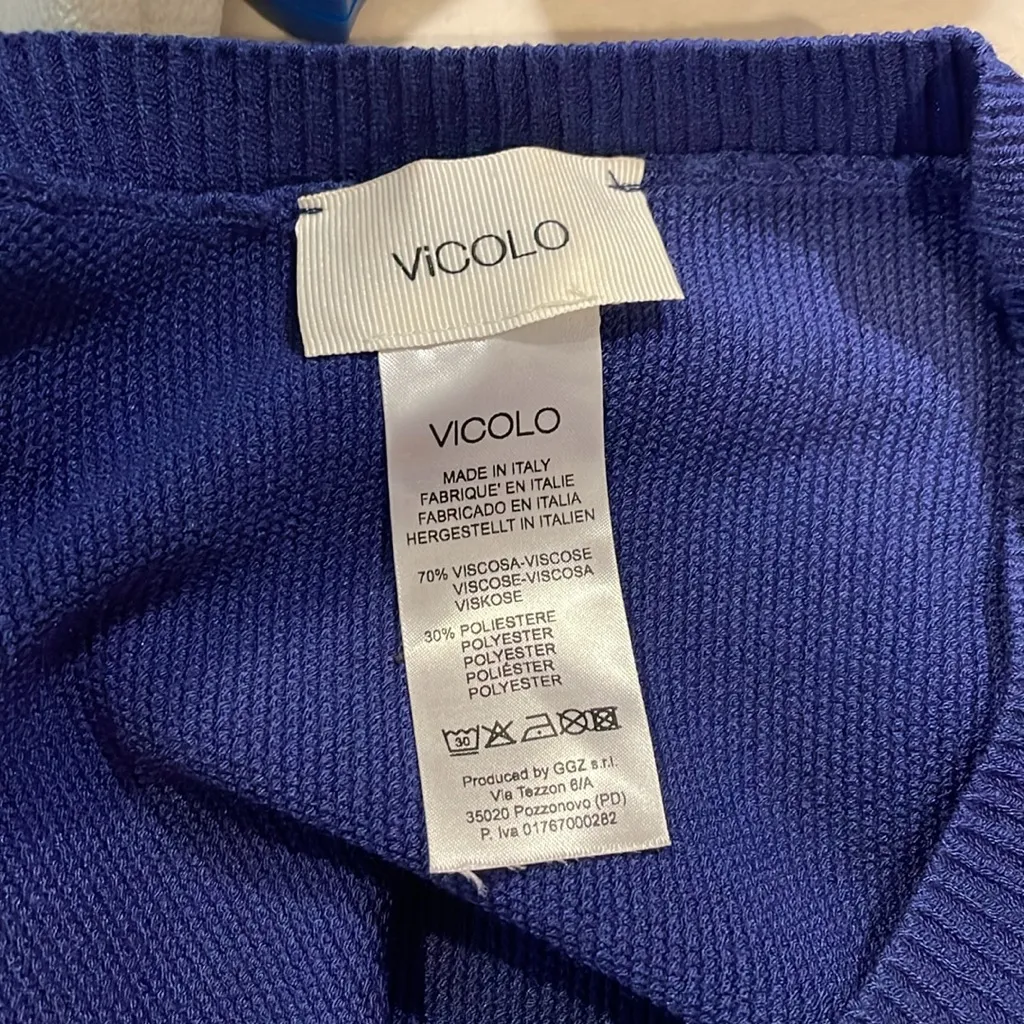 ViCOLO
VICOLO
MADE IN ITALY
FABRIQUE' EN ITALIE
FABRICADO EN ITALIA
HERGESTELLT IN ITALIEN
70% VISCOSA-VISCOSE
VISCOSE-VISCOSA
VISKOSE
30% POLIESTERE
POLYESTER
POLYESTER
POLIÉSTER
POLYESTER
30
Produced by GGZ s.r.l.
Via Tezzon 6/A
35020 Pozzonovo (PD)
P. Iva 01767000282